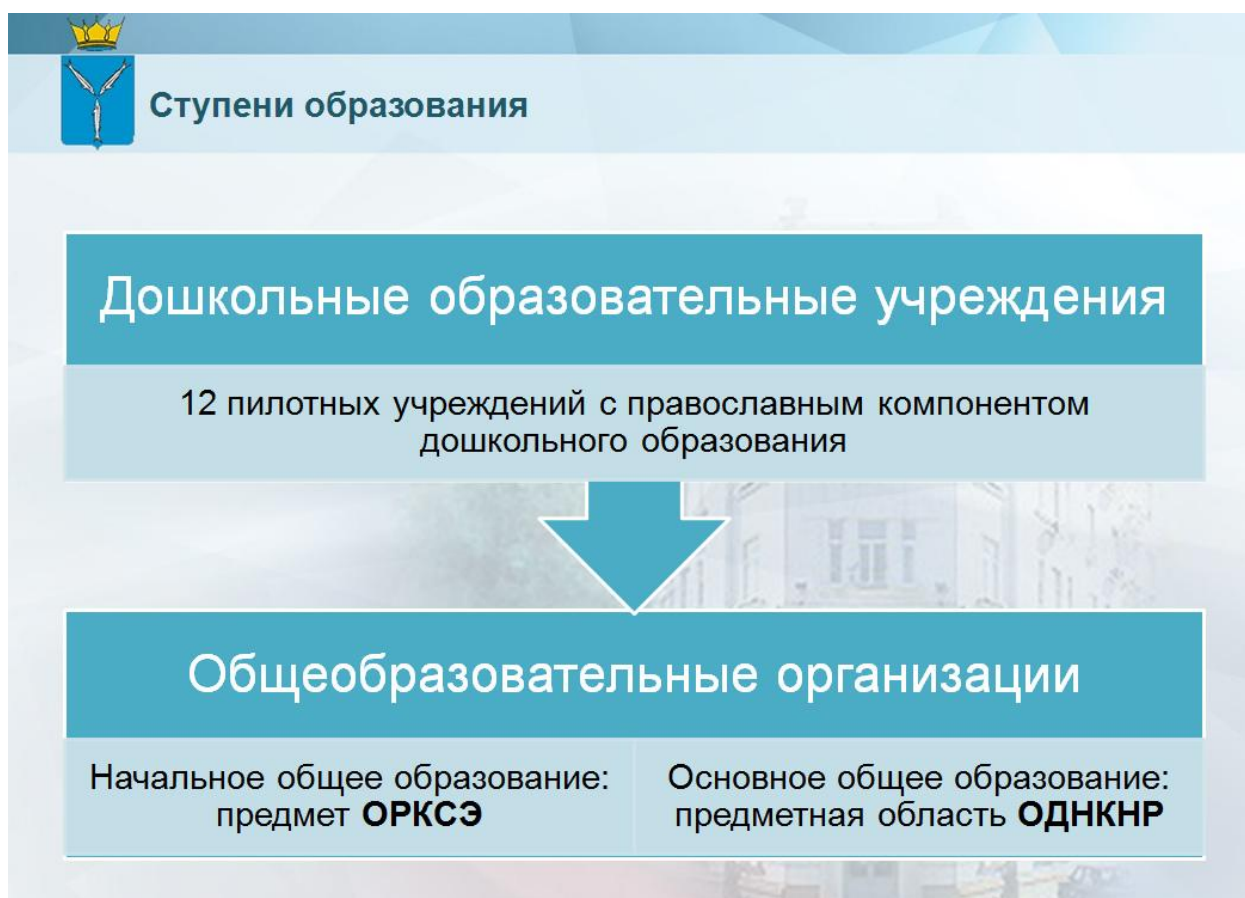 Ступени образования
Дошкольные образовательные учреждения
12 пилотных учреждений с православным компонентом
дошкольного образования
Общеобразовательные организации
Начальное общее образование:
предмет ОРКСЭ
Основное общее образование:
предметная область ОДНКНР